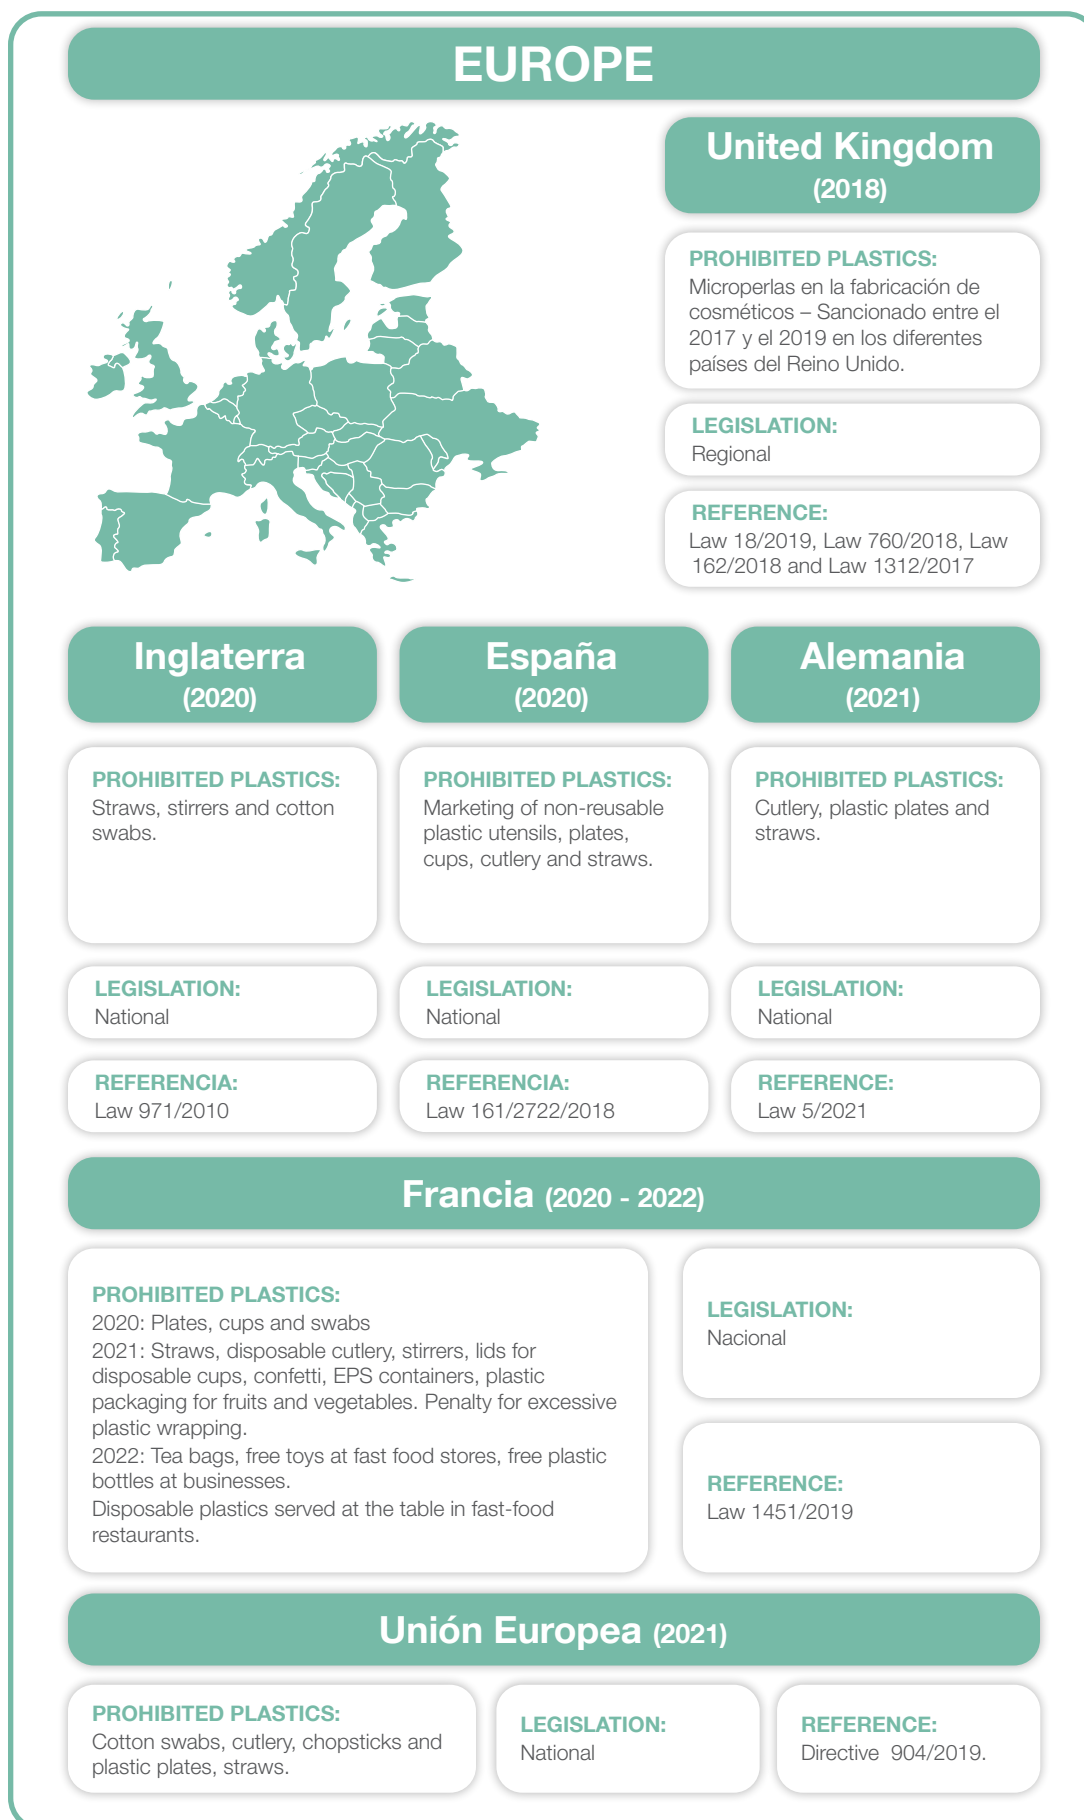 EUROPE
United Kingdom
(2018)
PROHIBITED PLASTICS:
Microperlas en la fabricación de
cosméticos – Sancionado entre el
2017 y el 2019 en los diferentes
países del Reino Unido.
LEGISLATION:
Regional
REFERENCE:
Law 18/2019, Law 760/2018, Law
162/2018 and Law 1312/2017
Inglaterra
(2020)
PROHIBITED PLASTICS:
Straws, stirrers and cotton
swabs.
LEGISLATION:
National
REFERENCIA:
Law 971/2010
España
(2020)
PROHIBITED PLASTICS:
Marketing of non-reusable
plastic utensils, plates,
cups, cutlery and straws.
LEGISLATION:
National
REFERENCIA:
Law 161/2722/2018
Alemania
(2021)
PROHIBITED PLASTICS:
Cutlery, plastic plates and
straws.
LEGISLATION:
National
REFERENCE:
Law 5/2021
Francia (2020 - 2022)
PROHIBITED PLASTICS:
2020: Plates, cups and swabs
2021: Straws, disposable cutlery, stirrers, lids for
disposable cups, confetti, EPS containers, plastic
packaging for fruits and vegetables. Penalty for excessive
plastic wrapping.
2022: Tea bags, free toys at fast food stores, free plastic
bottles at businesses.
Disposable plastics served at the table in fast-food
restaurants.
LEGISLATION:
Nacional
REFERENCE:
Law 1451/2019
Unión Europea (2021)
PROHIBITED PLASTICS:
Cotton swabs, cutlery, chopsticks and
plastic plates, straws.
LEGISLATION:
National
REFERENCE:
Directive  904/2019.